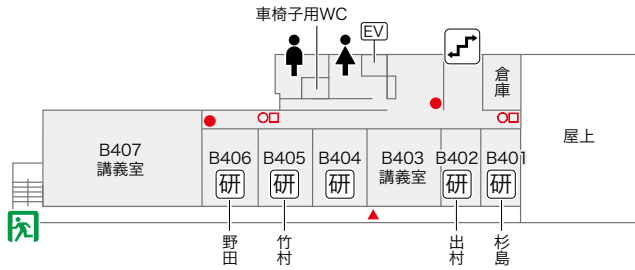 車椅子用WC
EV
倉庫
屋上
B407
講義室
B406
研
B405
研
B404
研
B403
講義室
B402
研
B401
研
野田
竹村
出村
杉島